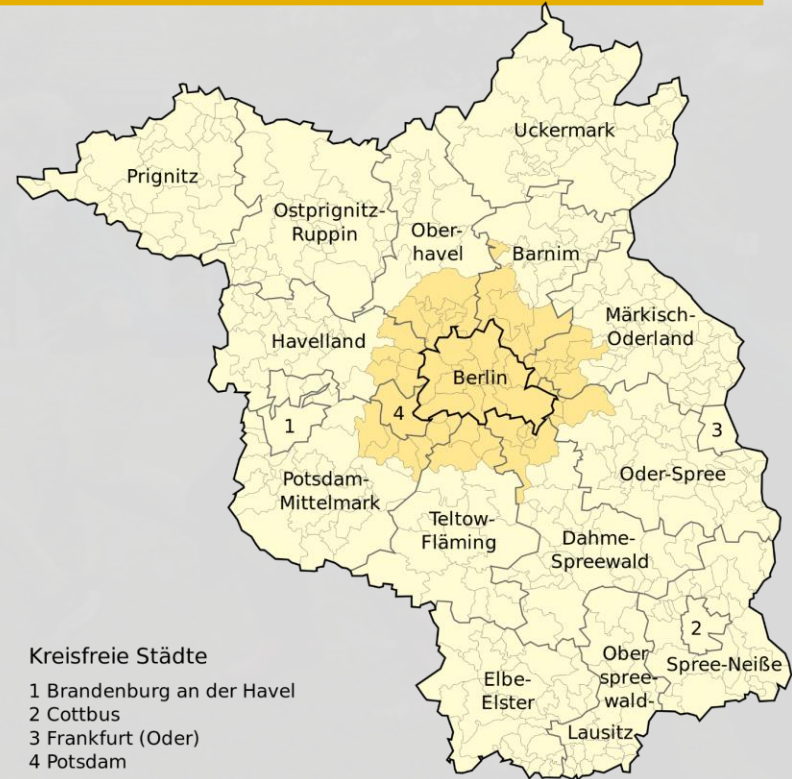 Uckermark
Prignitz
Ostprignitz-
Ruppin
Ober-
havel
Barnim
Havelland
Märkisch-
Oderland
Berlin
1
4
3
Potsdam-
Mittelmark
Oder-Spree
Teltow-
Fläming
Dahme-
Spreewald
2
Elbe-
Elster
Ober
spree-
wald-
Lausitz
Spree-Neiße
Kreisfreie Städte
1 Brandenburg an der Havel
2 Cottbus
3 Frankfurt (Oder)
4 Potsdam